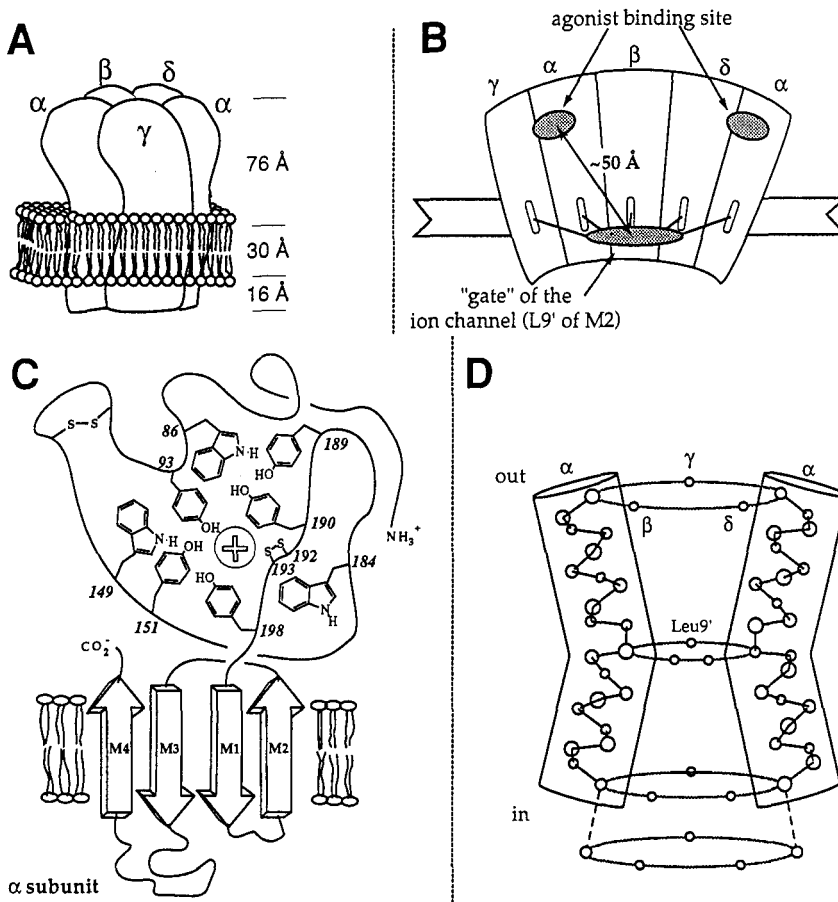 A
β
δ
α
α
γ
76 Å
30 Å
16 Å
B
agonist binding site
γ
α
β
δ
α
~50 Å
"gate" of the
ion channel (L9' of M2)
C
S-S
86
N·H
HO
189
93
OH
HO
190
N·H
OH
S
S
192
193
184
NH₃⁺
149
151
HO
198
N
H
CO₂⁻
M4
M3
M1
M2
α subunit
D
out
α
γ
α
β
δ
Leu9'
in